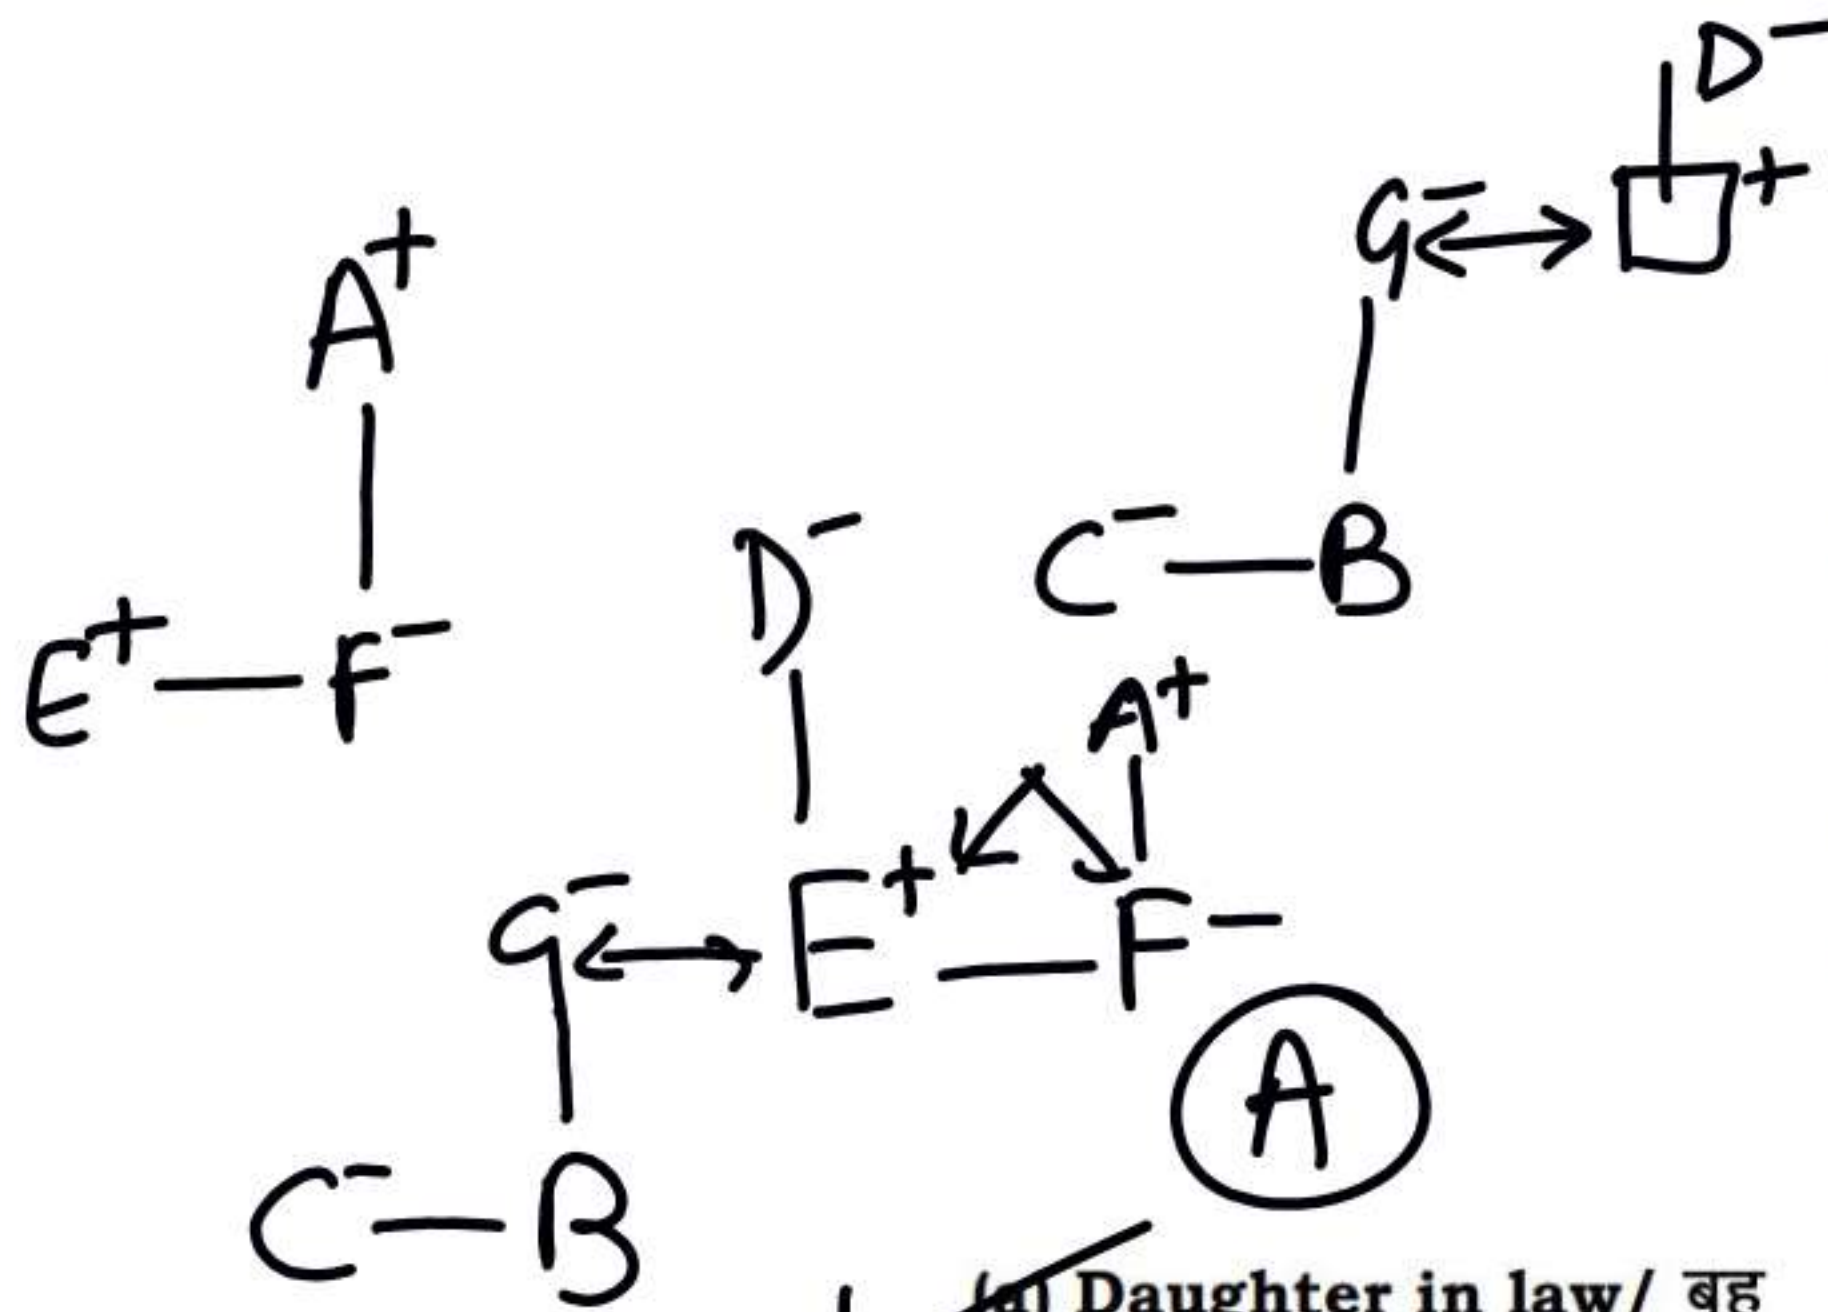 D⁻
G⁻ ⟷ □⁺
A⁺
D⁻
C⁻ — B
E⁺ — F⁻
A⁺
G⁻ ⟷ E⁺ — F⁻
A
C⁻ — B
(a) Daughter in law/ बहु